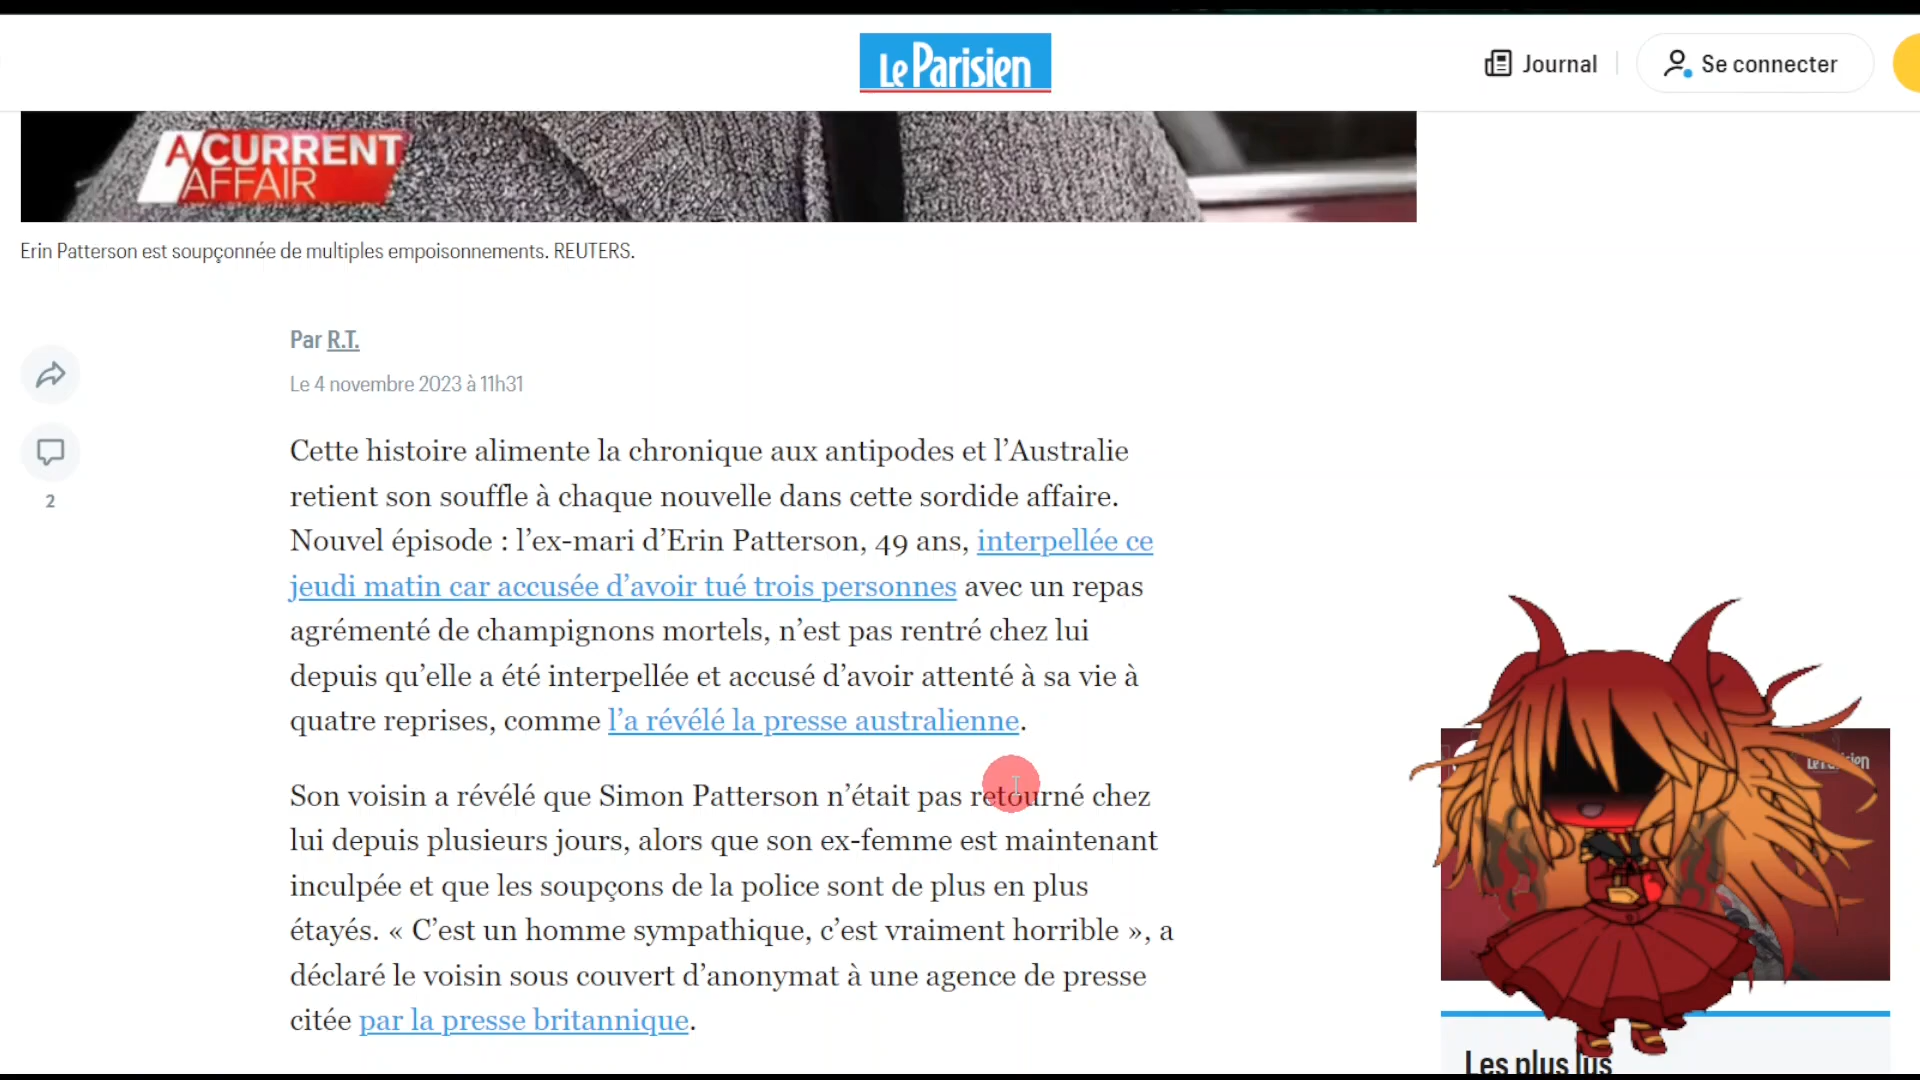 Le Parisien
Journal
Se connecter
A CURRENT
AFFAIR
Erin Patterson est soupçonnée de multiples empoisonnements. REUTERS.
Par R.T.
Le 4 novembre 2023 à 11h31
2
Cette histoire alimente la chronique aux antipodes et l’Australie
retient son souffle à chaque nouvelle dans cette sordide affaire.
Nouvel épisode : l’ex-mari d’Erin Patterson, 49 ans, interpellée ce
jeudi matin car accusée d’avoir tué trois personnes avec un repas
agrémenté de champignons mortels, n’est pas rentré chez lui
depuis qu’elle a été interpellée et accusé d’avoir attenté à sa vie à
quatre reprises, comme l’a révélé la presse australienne.
Son voisin a révélé que Simon Patterson n’était pas retourné chez
lui depuis plusieurs jours, alors que son ex-femme est maintenant
inculpée et que les soupçons de la police sont de plus en plus
étayés. « C’est un homme sympathique, c’est vraiment horrible », a
déclaré le voisin sous couvert d’anonymat à une agence de presse
citée par la presse britannique.
Les plus lus